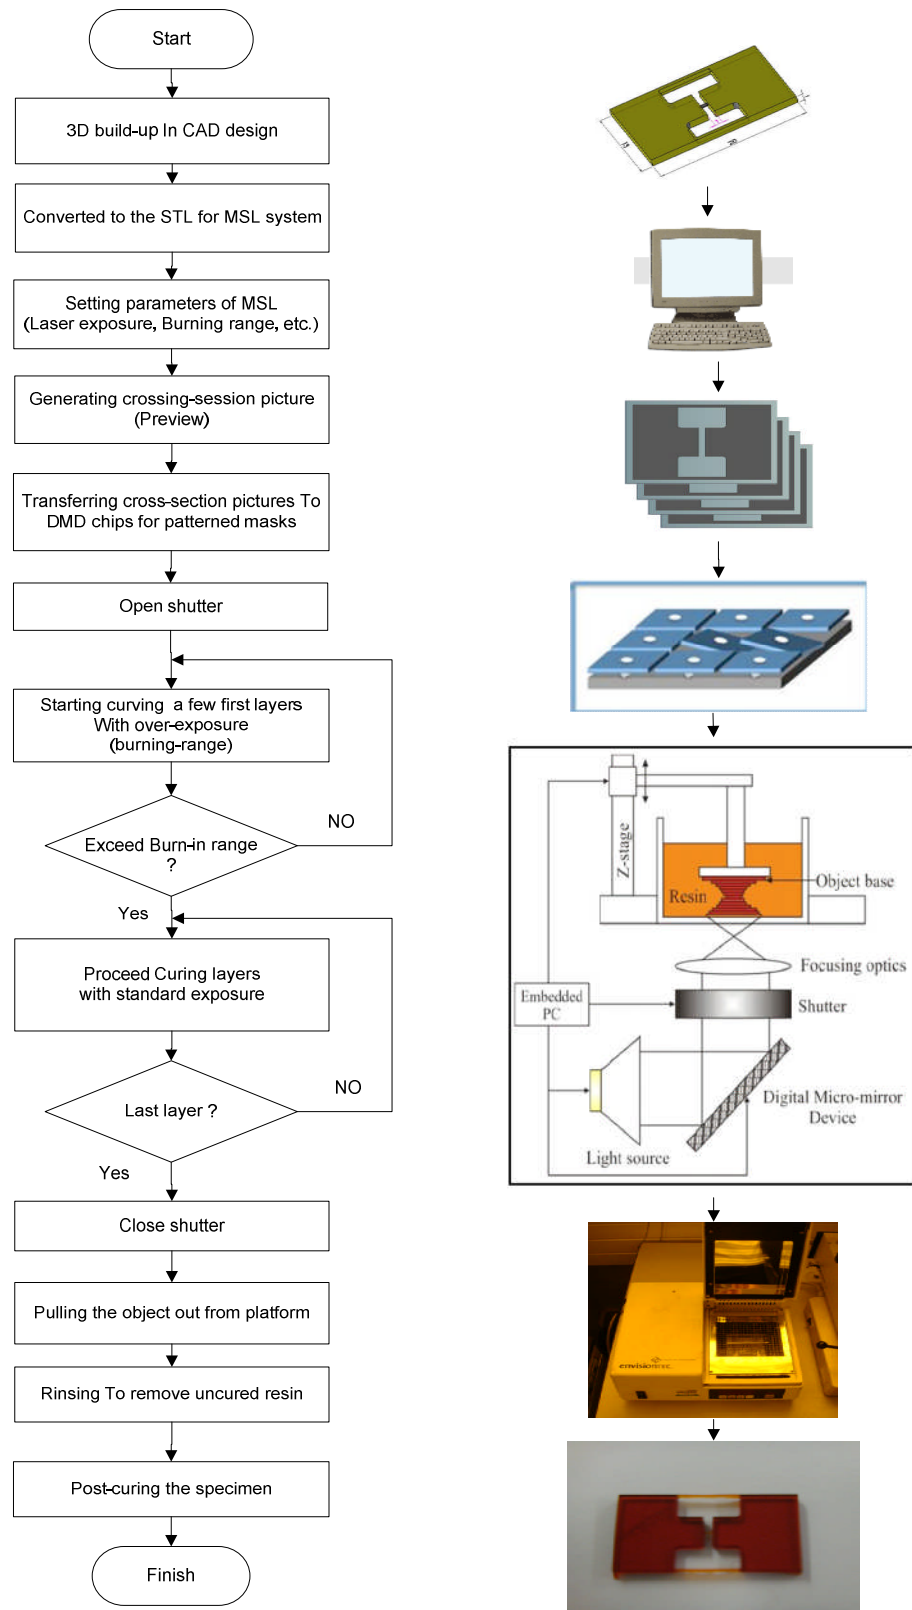 Start
3D build-up In CAD design
Converted to the STL for MSL system
Setting parameters of MSL
(Laser exposure, Burning range, etc.)
Generating crossing-session picture
(Preview)
Transferring cross-section pictures To
DMD chips for patterned masks
Open shutter
Starting curving a few first layers
With over-exposure
(burning-range)
NO
Exceed Burn-in range
?
Yes
Proceed Curing layers
with standard exposure
NO
Last layer ?
Yes
Close shutter
Pulling the object out from platform
Rinsing To remove uncured resin
Post-curing the specimen
Finish
Z-stage
Resin
Object base
Focusing optics
Embedded
PC
Shutter
Digital Micro-mirror
Device
Light source
envisiontec